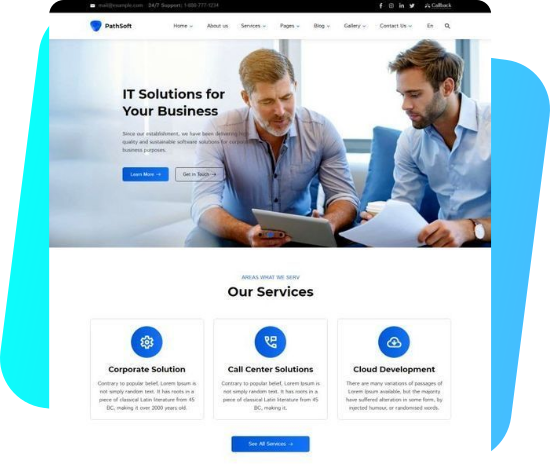 mail@example.com 24/7 Support: 1-800-777-1234 CallBack
PathSoft Home About us Services Pages Blog Gallery Contact Us En
IT Solutions for
Your Business
Since our establishment, we have been delivering high
quality and sustainable software solutions for
business purposes.
Learn More → Get in Touch →
AREAS WHAT WE SERV
Our Services
Corporate Solution
Contrary to popular belief, Lorem Ipsum is
not simply random text. It has roots in a
piece of classical Latin literature from 45
BC, making it over 2000 years old.
Call Center Solutions
Contrary to popular belief, Lorem Ipsum is
not simply random text. It has roots in a
piece of classical Latin literature from 45
BC, making it.
Cloud Development
There are many variations of passages of
Lorem Ipsum available, but the majority
have suffered alteration in some form, by
injected humour, or randomised words.
See All Services →